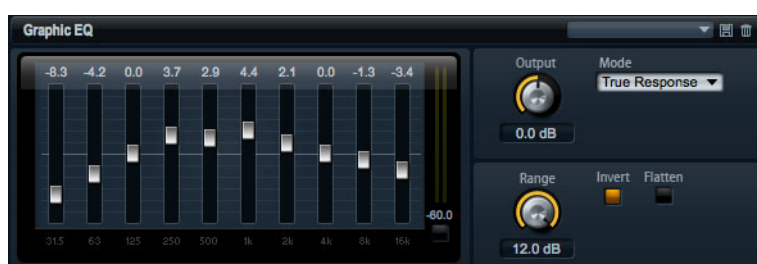 Graphic EQ
-8.3 -4.2 0.0 3.7 2.9 4.4 2.1 0.0 -1.3 -3.4
-60.0
31.5 63 125 250 500 1k 2k 4k 8k 16k
Output
0.0 dB
Mode
True Response
Range
12.0 dB
Invert
Flatten